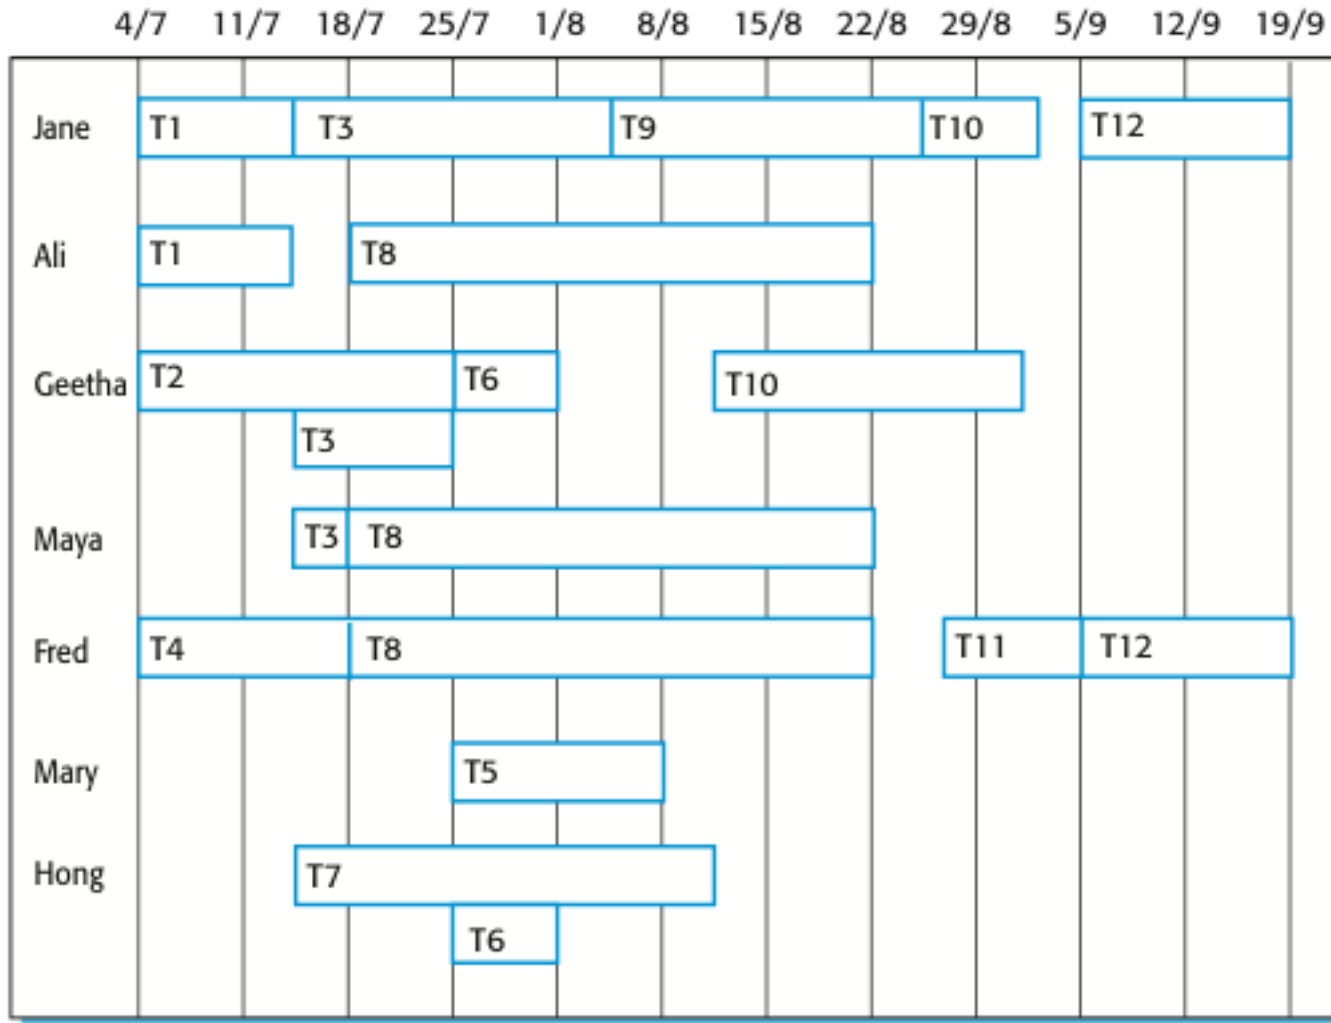 4/7 11/7 18/7 25/7 1/8 8/8 15/8 22/8 29/8 5/9 12/9 19/9
Jane T1 T3 T9 T10 T12
Ali T1 T8
Geetha T2 T6 T10
T3
Maya T3 T8
Fred T4 T8 T11 T12
Mary T5
Hong T7
T6